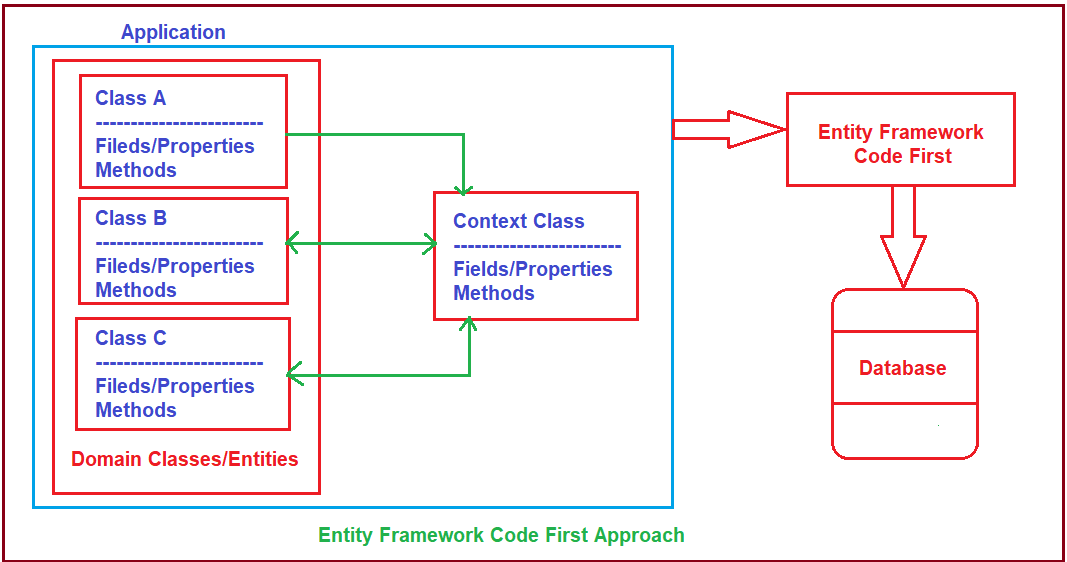 Application
Class A
------------------------
Fileds/Properties
Methods
Class B
------------------------
Fileds/Properties
Methods
Class C
------------------------
Fileds/Properties
Methods
Domain Classes/Entities
Context Class
------------------------
Fields/Properties
Methods
Entity Framework
Code First
Database
Entity Framework Code First Approach